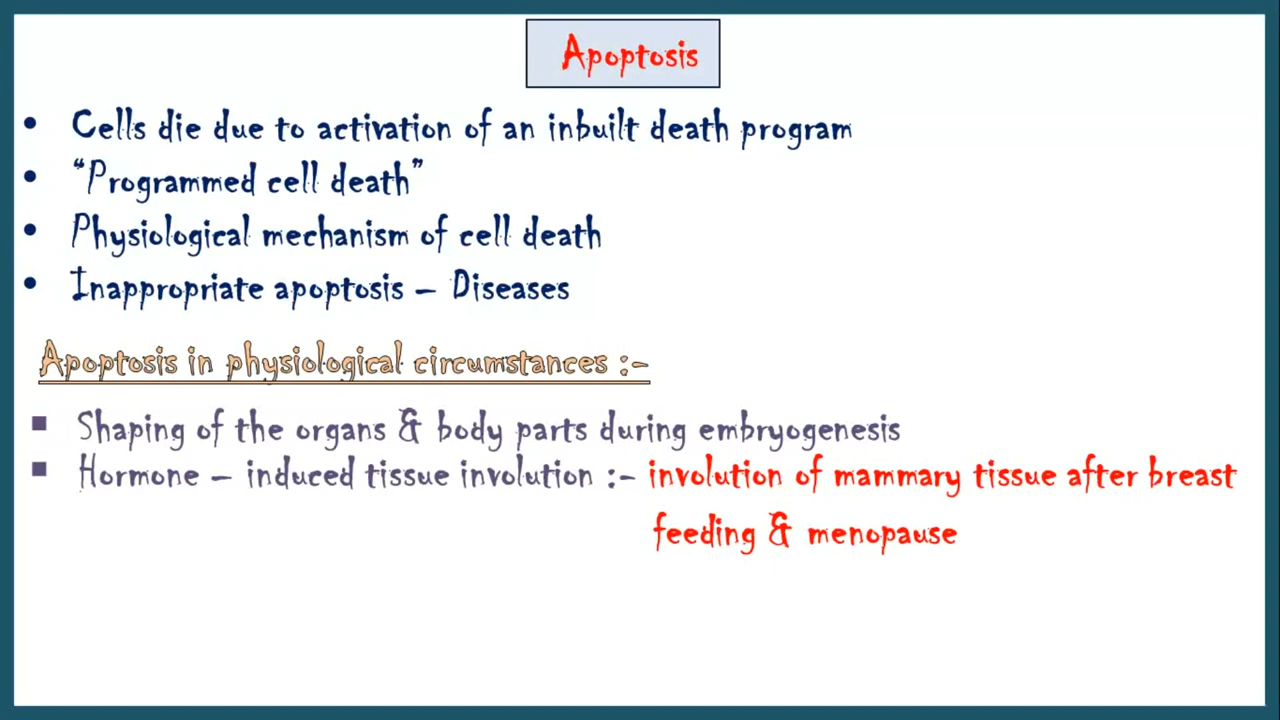 Apoptosis
• Cells die due to activation of an inbuilt death program
• “Programmed cell death”
• Physiological mechanism of cell death
• Inappropriate apoptosis – Diseases
Apoptosis in physiological circumstances :-
▪ Shaping of the organs & body parts during embryogenesis
▪ Hormone – induced tissue involution :- involution of mammary tissue after breast
feeding & menopause